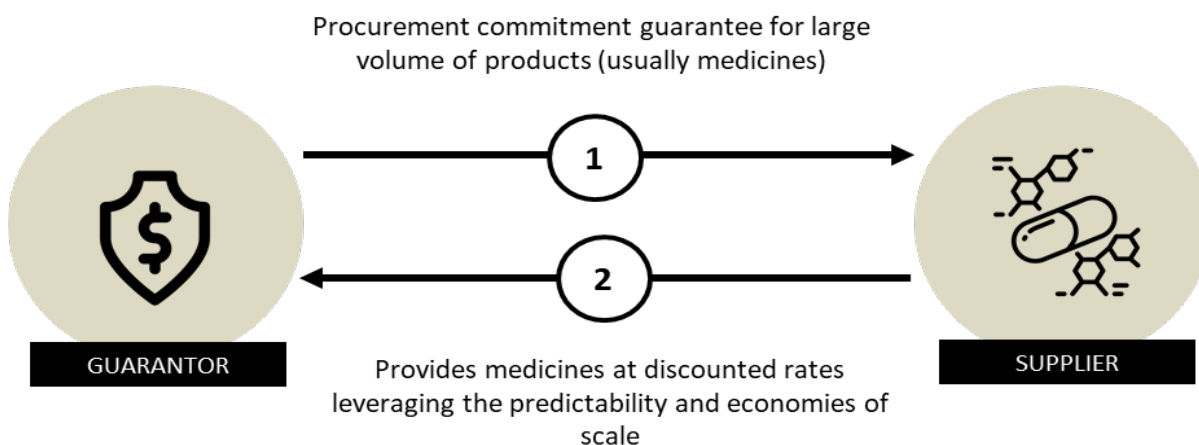 Procurement commitment guarantee for large
volume of products (usually medicines)
1
2
GUARANTOR
SUPPLIER
Provides medicines at discounted rates
leveraging the predictability and economies of
scale